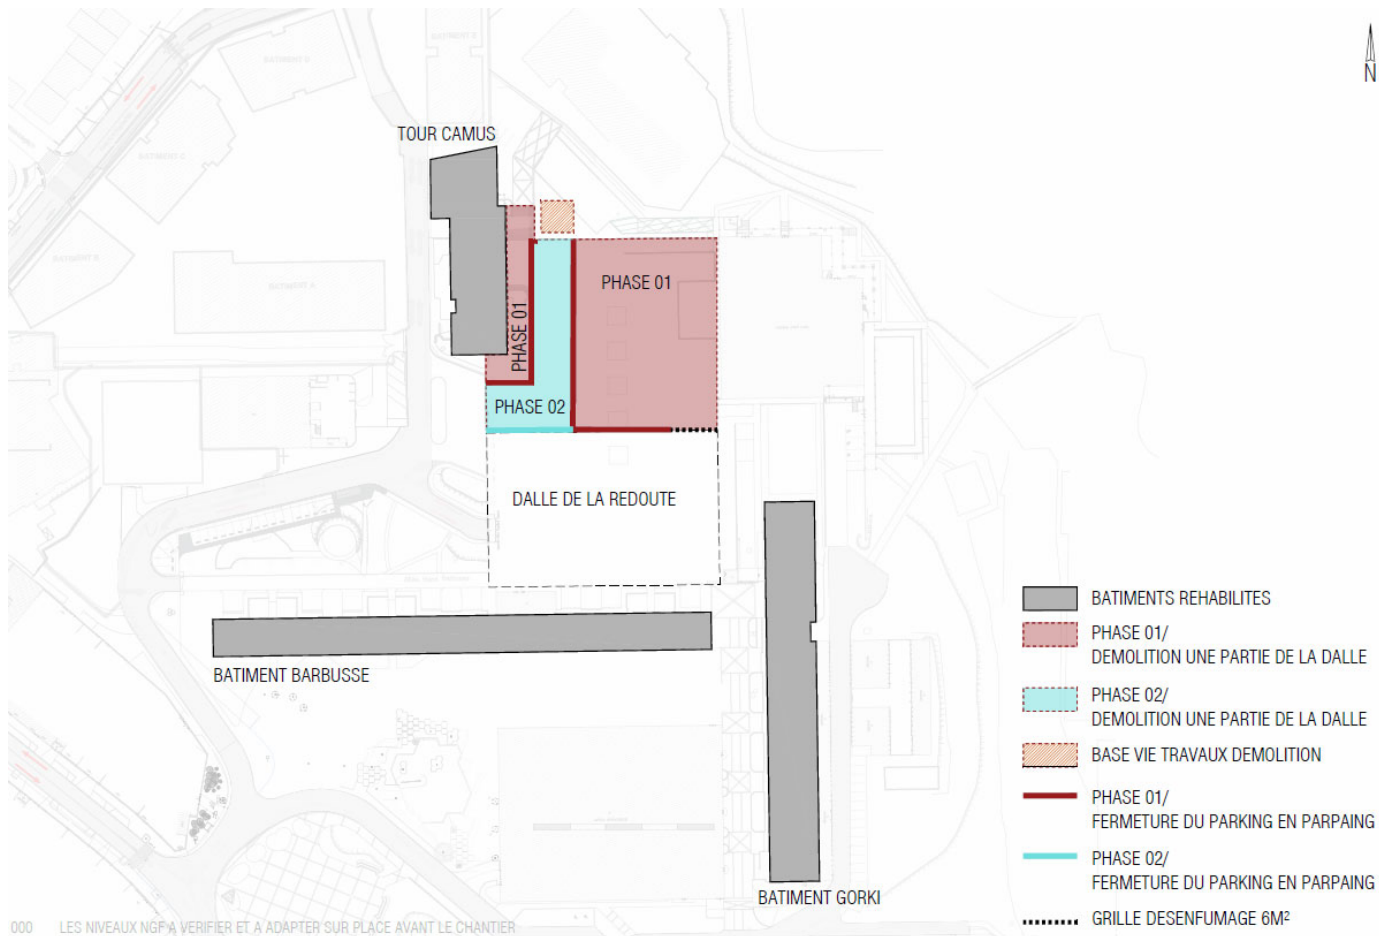 N
BATIMENT D
BATIMENT C
TOUR CAMUS
BATIMENT A
PHASE 01
PHASE 01
PHASE 02
DALLE DE LA REDOUTE
BATIMENT BARBUSSE
BATIMENT GORKI
BATIMENTS REHABILITES
PHASE 01/
DEMOLITION UNE PARTIE DE LA DALLE
PHASE 02/
DEMOLITION UNE PARTIE DE LA DALLE
BASE VIE TRAVAUX DEMOLITION
PHASE 01/
FERMETURE DU PARKING EN PARPAING
PHASE 02/
FERMETURE DU PARKING EN PARPAING
GRILLE DESENFUMAGE 6M²
000 LES NIVEAUX NGF A VERIFIER ET A ADAPTER SUR PLACE AVANT LE CHANTIER